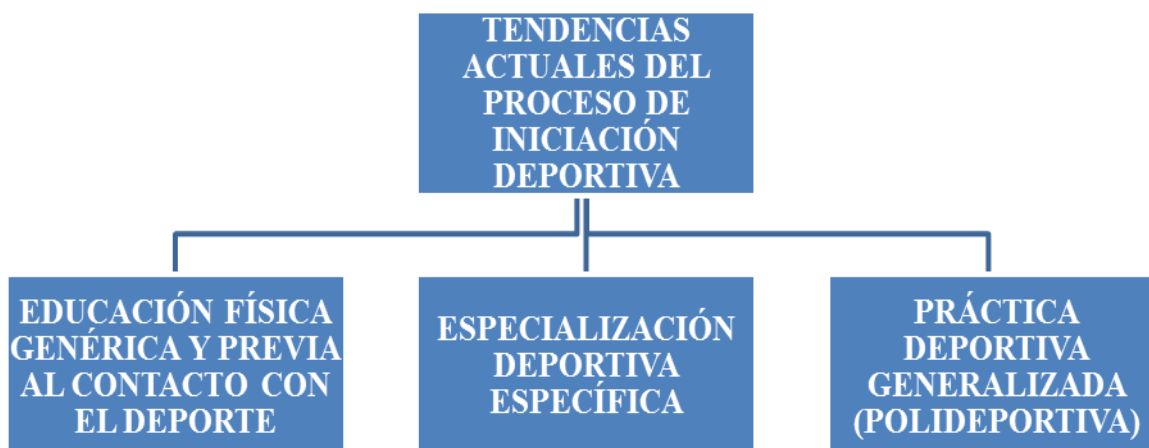 TENDENCIAS
ACTUALES DEL
PROCESO DE
INICIACIÓN
DEPORTIVA
EDUCACIÓN FÍSICA
GENÉRICA Y PREVIA
AL CONTACTO CON
EL DEPORTE
ESPECIALIZACIÓN
DEPORTIVA
ESPECÍFICA
PRÁCTICA
DEPORTIVA
GENERALIZADA
(POLIDEPORTIVA)